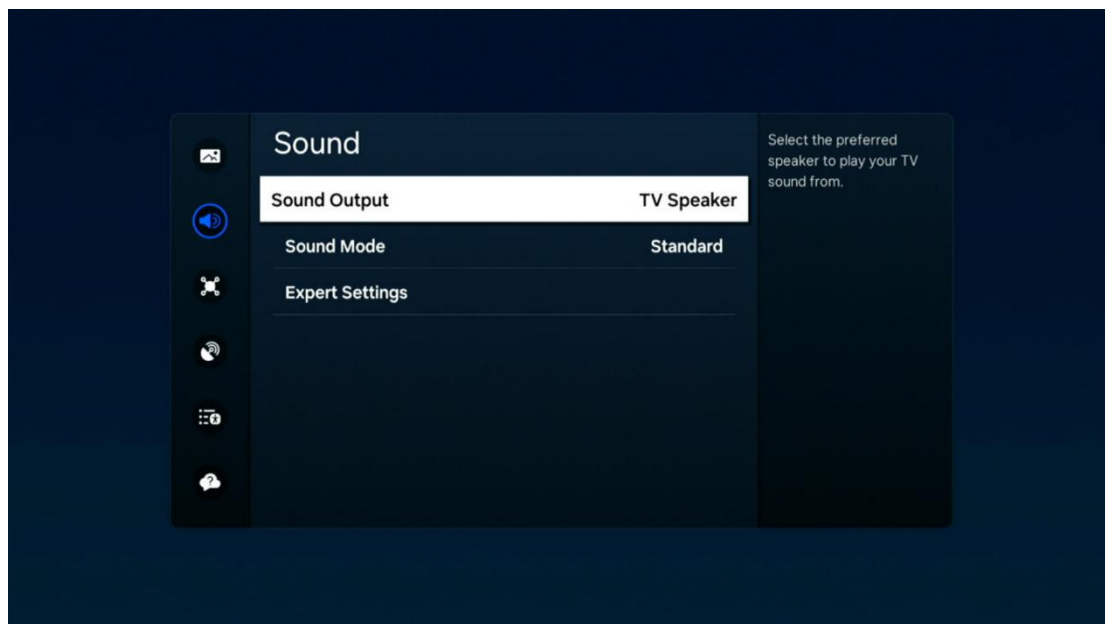 Sound
Sound Output TV Speaker
Sound Mode Standard
Expert Settings
Select the preferred
speaker to play your TV
sound from.